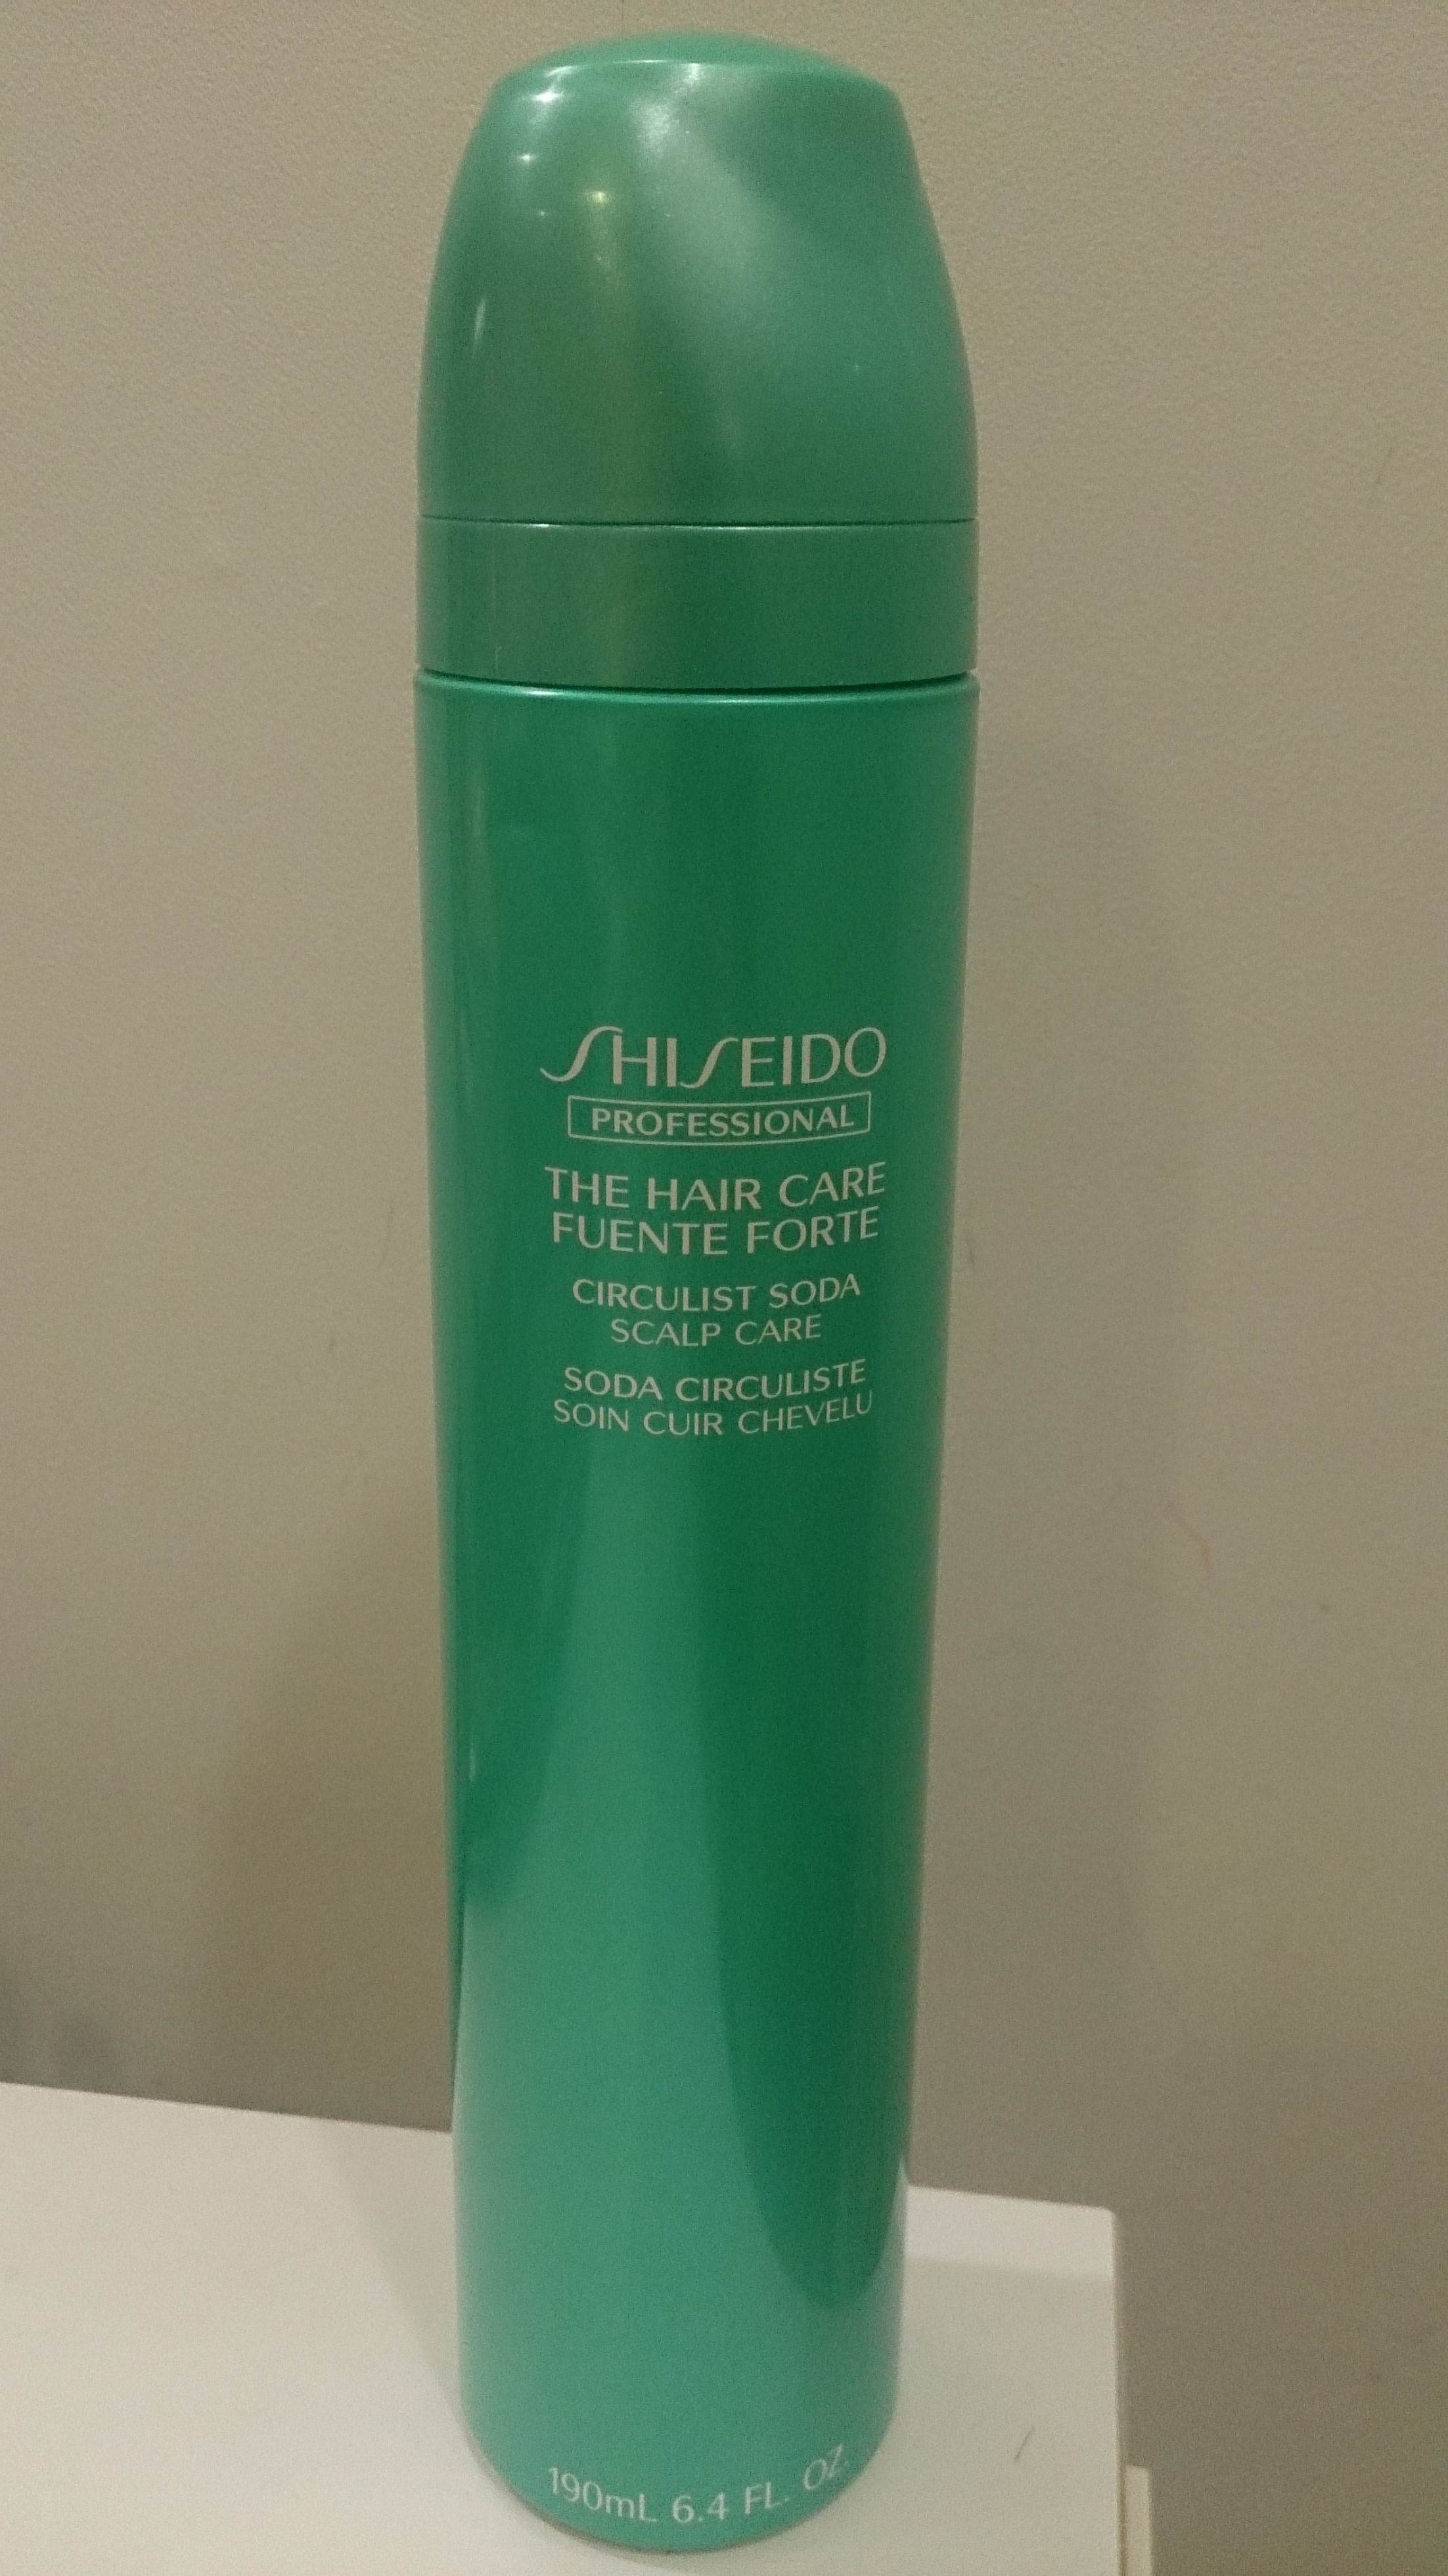 SHISEIDO
PROFESSIONAL
THE HAIR CARE
FUENTE FORTE
CIRCULIST SODA
SCALP CARE
SODA CIRCULISTE
SOIN CUIR CHEVELU
190mL 6.4 FL. OZ.